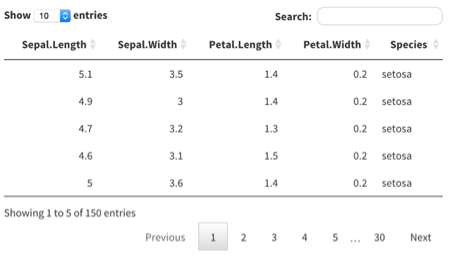 Show 10 entries Search:
Sepal.Length Sepal.Width Petal.Length Petal.Width Species
5.1 3.5 1.4 0.2 setosa
4.9 3 1.4 0.2 setosa
4.7 3.2 1.3 0.2 setosa
4.6 3.1 1.5 0.2 setosa
5 3.6 1.4 0.2 setosa
Showing 1 to 5 of 150 entries
Previous 1 2 3 4 5 … 30 Next